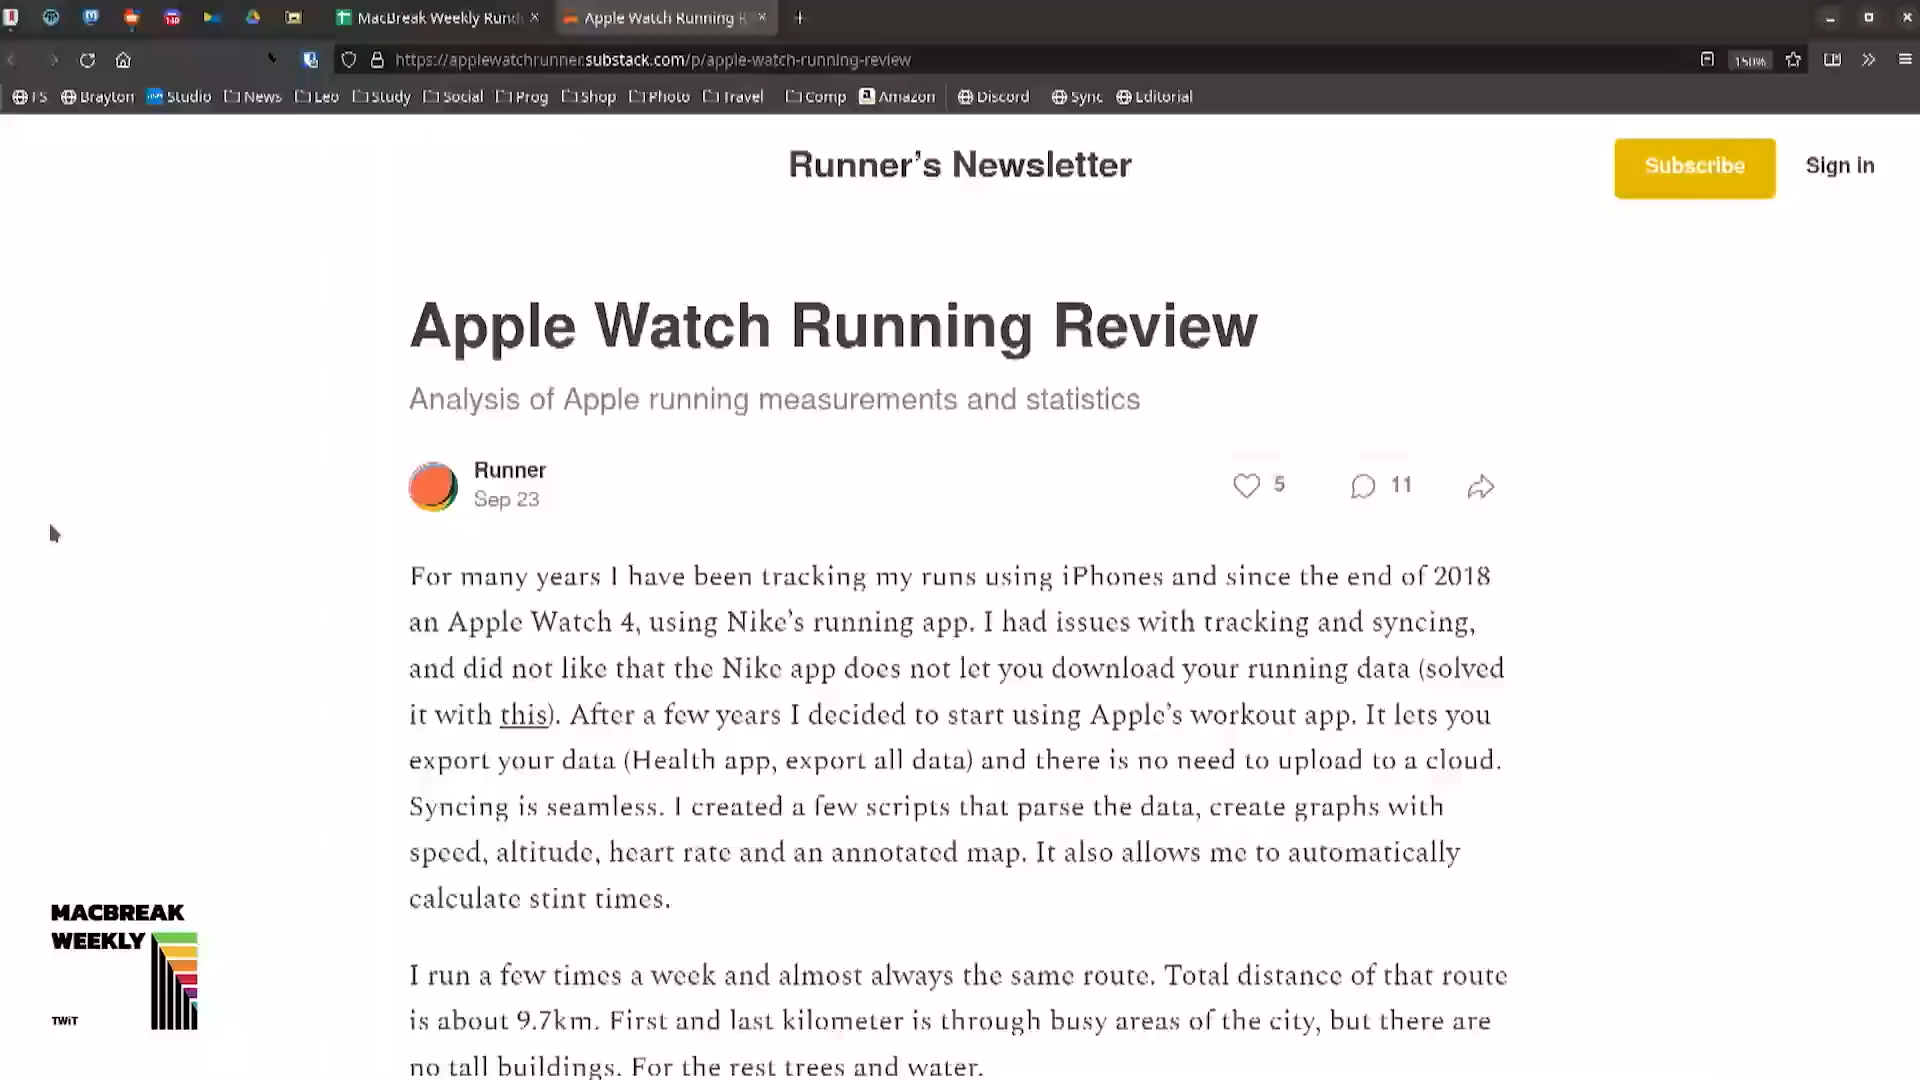 MacBreak Weekly Rund
Apple Watch Running R
https://applewatchrunner.substack.com/p/apple-watch-running-review
150%
TS
Brayton
Studio
News
Leo
Study
Social
Prog
Shop
Photo
Travel
Comp
Amazon
Discord
Sync
Editorial
Runner's Newsletter
Subscribe
Sign in
Apple Watch Running Review
Analysis of Apple running measurements and statistics
Runner
Sep 23
5
11
For many years I have been tracking my runs using iPhones and since the end of 2018
an Apple Watch 4, using Nike's running app. I had issues with tracking and syncing,
and did not like that the Nike app does not let you download your running data (solved
it with this). After a few years I decided to start using Apple's workout app. It lets you
export your data (Health app, export all data) and there is no need to upload to a cloud.
Syncing is seamless. I created a few scripts that parse the data, create graphs with
speed, altitude, heart rate and an annotated map. It also allows me to automatically
calculate stint times.
I run a few times a week and almost always the same route. Total distance of that route
is about 9.7km. First and last kilometer is through busy areas of the city, but there are
no tall buildings. For the rest trees and water.
MACBREAK
WEEKLY
TWiT